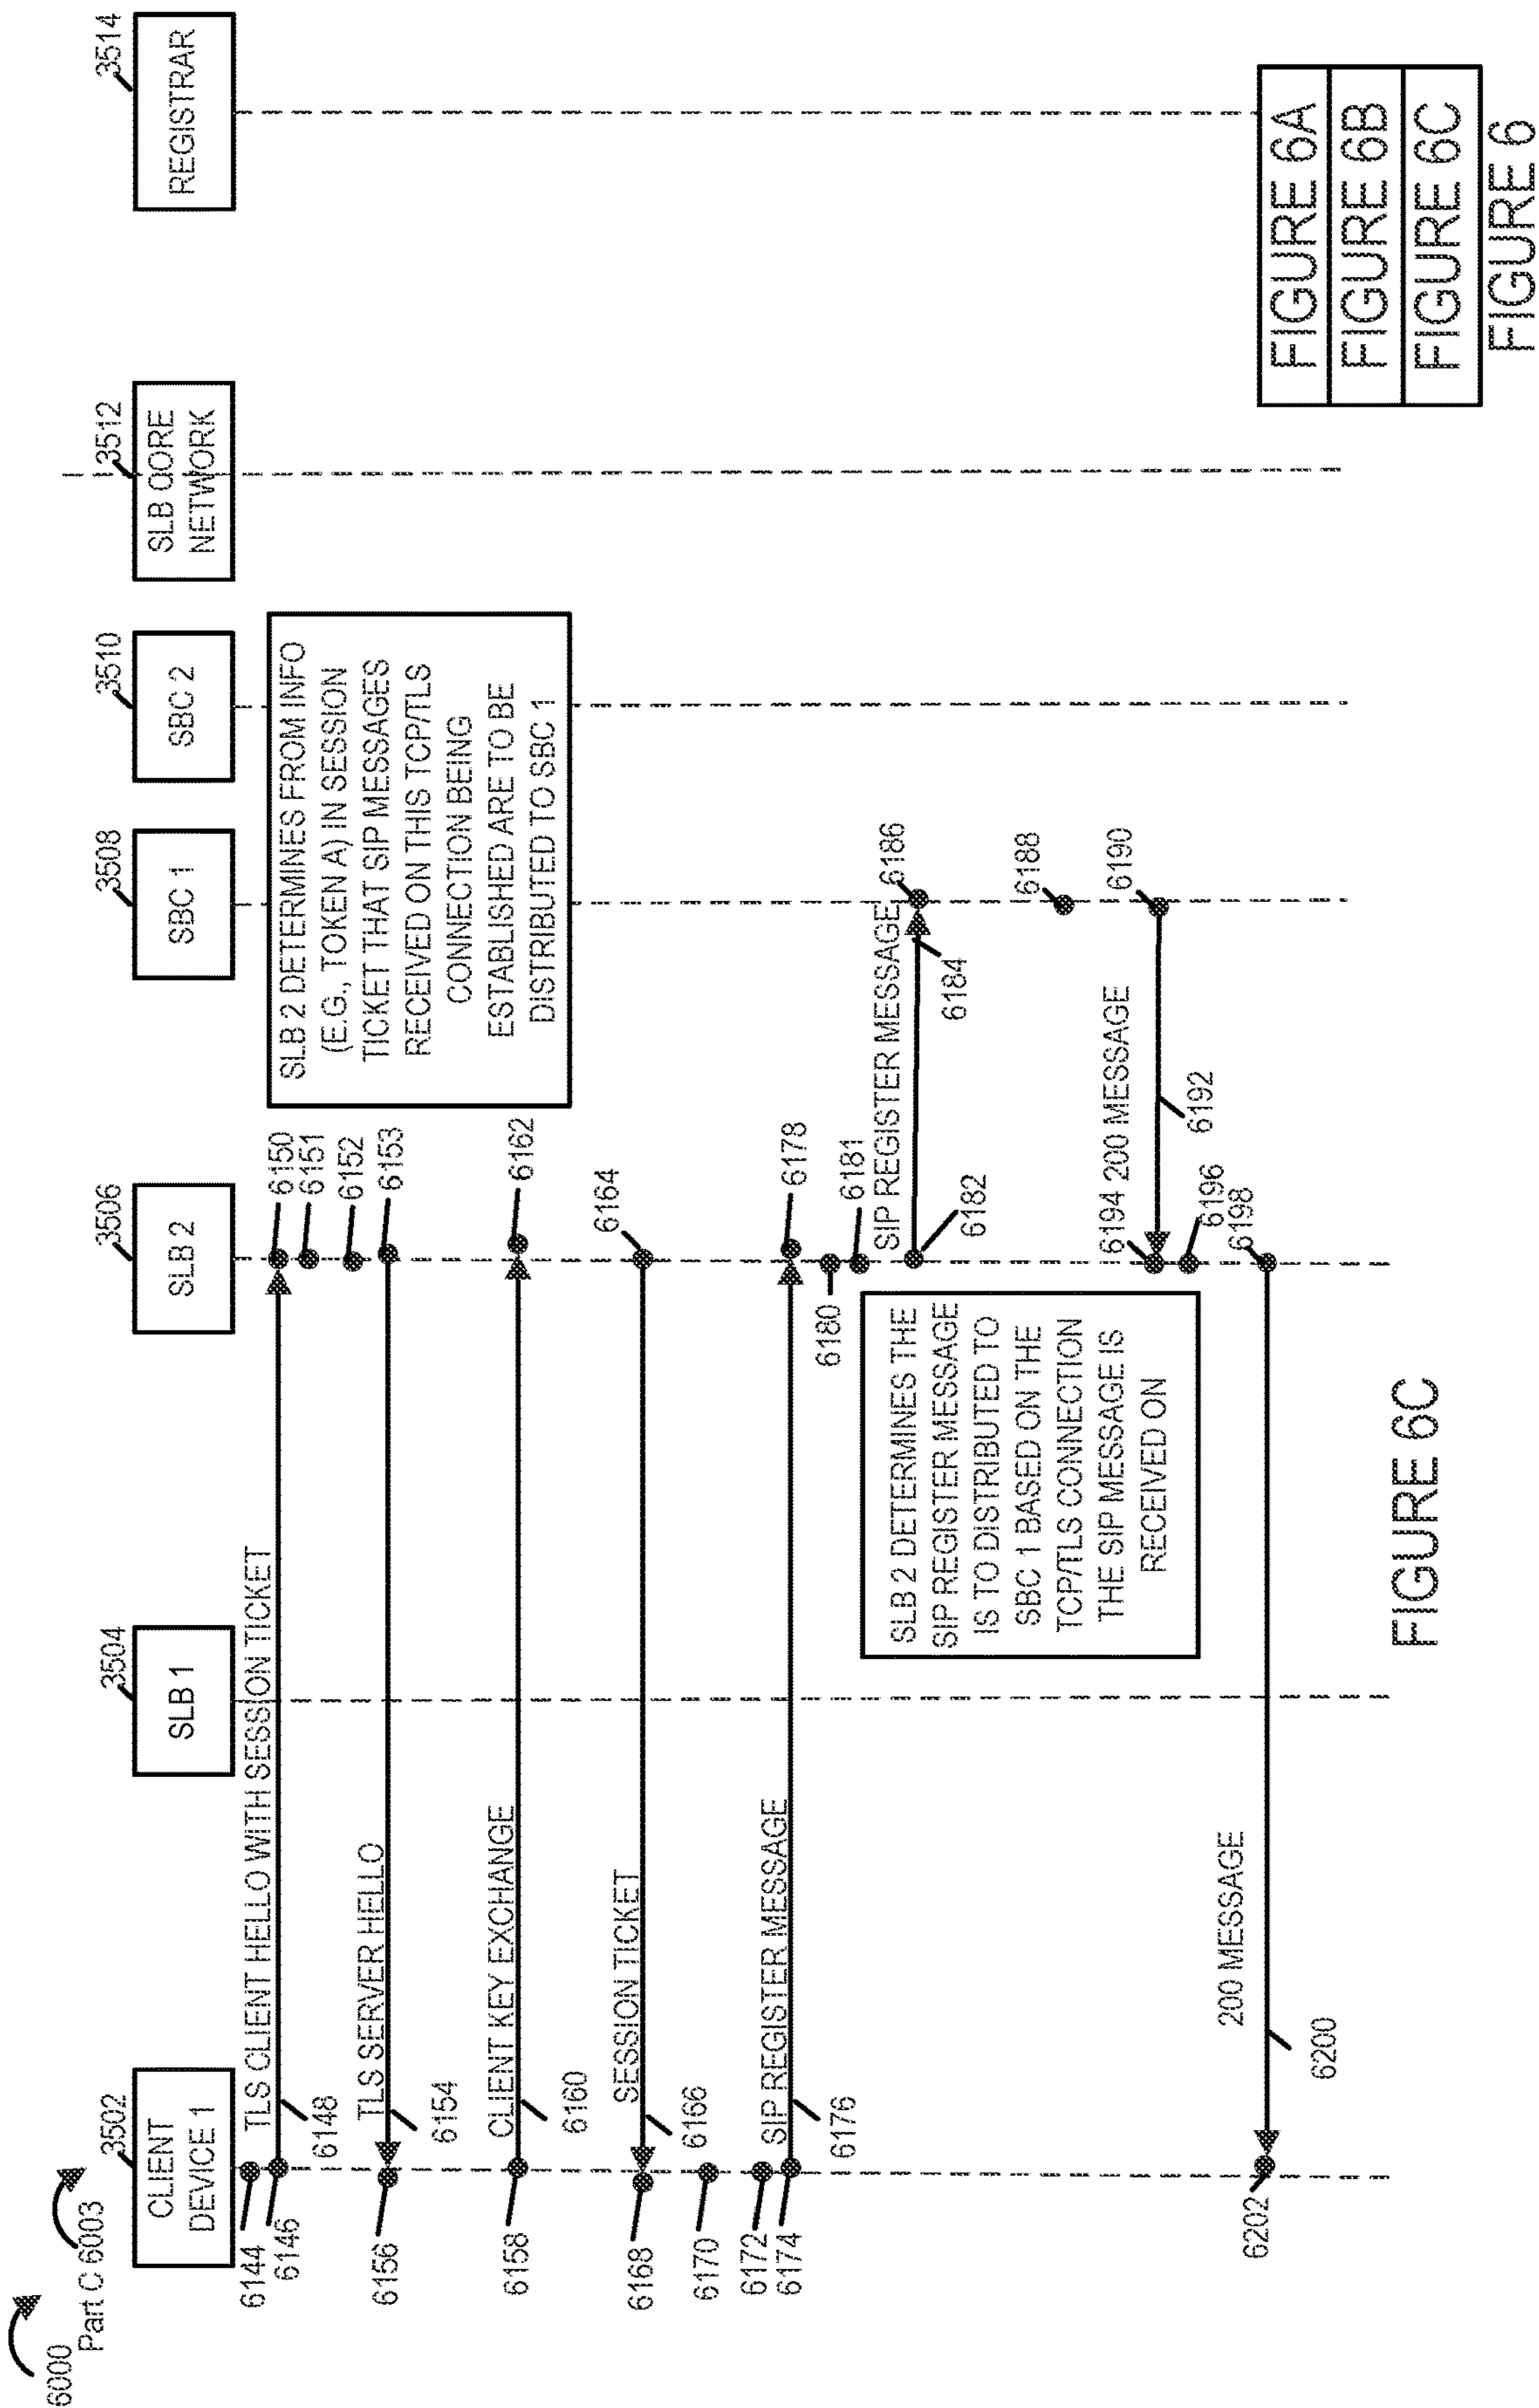 6000
Part C 6003
3502
CLIENT
DEVICE 1
3504
SLB 1
3506
SLB 2
3508
SBC 1
3510
SBC 2
3512
SLB CORE
NETWORK
3514
REGISTRAR
6144
6146
TLS CLIENT HELLO WITH SESSION TICKET
6148
6150
6151
6152
6153
SLB 2 DETERMINES FROM INFO
(E.G., TOKEN A) IN SESSION
TICKET THAT SIP MESSAGES
RECEIVED ON THIS TCP/TLS
CONNECTION BEING
ESTABLISHED ARE TO BE
DISTRIBUTED TO SBC 1
TLS SERVER HELLO
6154
6156
CLIENT KEY EXCHANGE
6158
6160
6162
SESSION TICKET
6164
6166
6168
6170
6172
6174
SIP REGISTER MESSAGE
6176
6178
6180
6181
SIP REGISTER MESSAGE
6182
6184
6186
SLB 2 DETERMINES THE
SIP REGISTER MESSAGE
IS TO DISTRIBUTED TO
SBC 1 BASED ON THE
TCP/TLS CONNECTION
THE SIP MESSAGE IS
RECEIVED ON
6188
6190
200 MESSAGE
6192
6194
6196
6198
200 MESSAGE
6200
6202
FIGURE 6C
FIGURE 6A
FIGURE 6B
FIGURE 6C
FIGURE 6